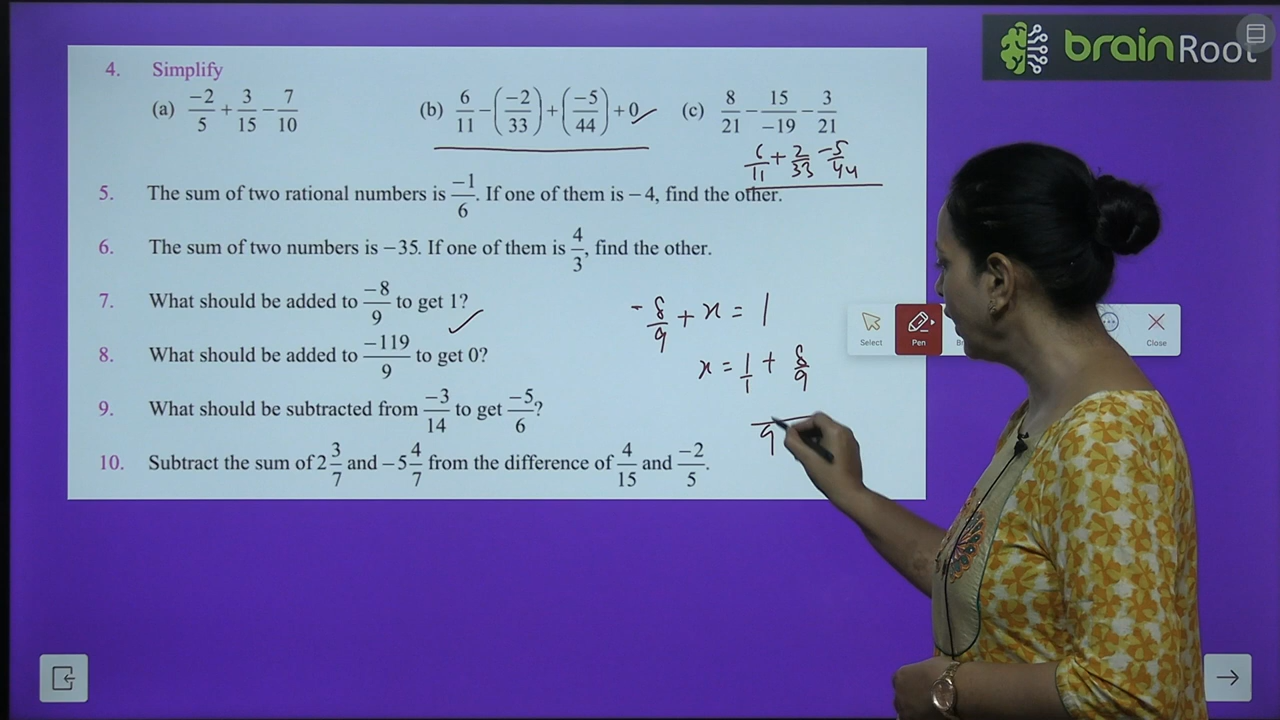 brainRoot
4. Simplify
(a) -2/5 + 3/15 - 7/10 (b) 6/11 - (-2/33) + (-5/44) + 0 (c) 8/21 - 15/-19 - 3/21
6/11 + 2/33 - 5/44
5. The sum of two rational numbers is -1/6. If one of them is -4, find the other.
6. The sum of two numbers is -35. If one of them is 4/3, find the other.
7. What should be added to -8/9 to get 1?
-8/9 + x = 1
8. What should be added to -119/9 to get 0?
x = 1/1 + 8/9
9. What should be subtracted from -3/14 to get -5/6?
9
10. Subtract the sum of 2 3/7 and -5 4/7 from the difference of 4/15 and -2/5.
Select
Pen
Close